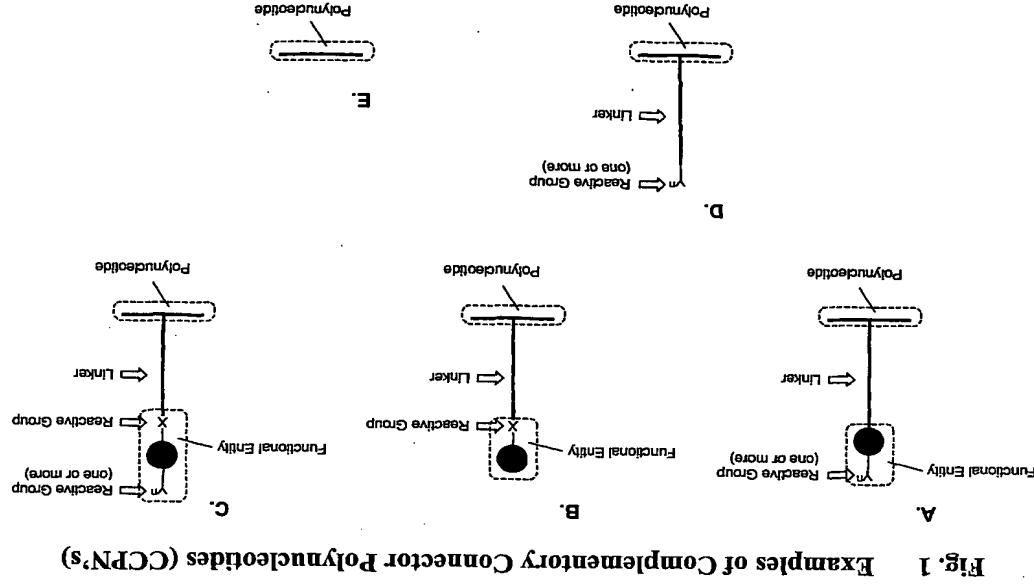 Fig. 1 Examples of Complementory Connector Polynucleotides (CCPN's)
A.
Reactive Group
(one or more)
Functional Entity
Linker
Polynucleotide
B.
Functional Entity
X
Reactive Group
Linker
Polynucleotide
C.
Reactive Group
(one or more)
Functional Entity
X
Reactive Group
Linker
Polynucleotide
D.
Reactive Group
(one or more)
Linker
Polynucleotide
E.
Polynucleotide